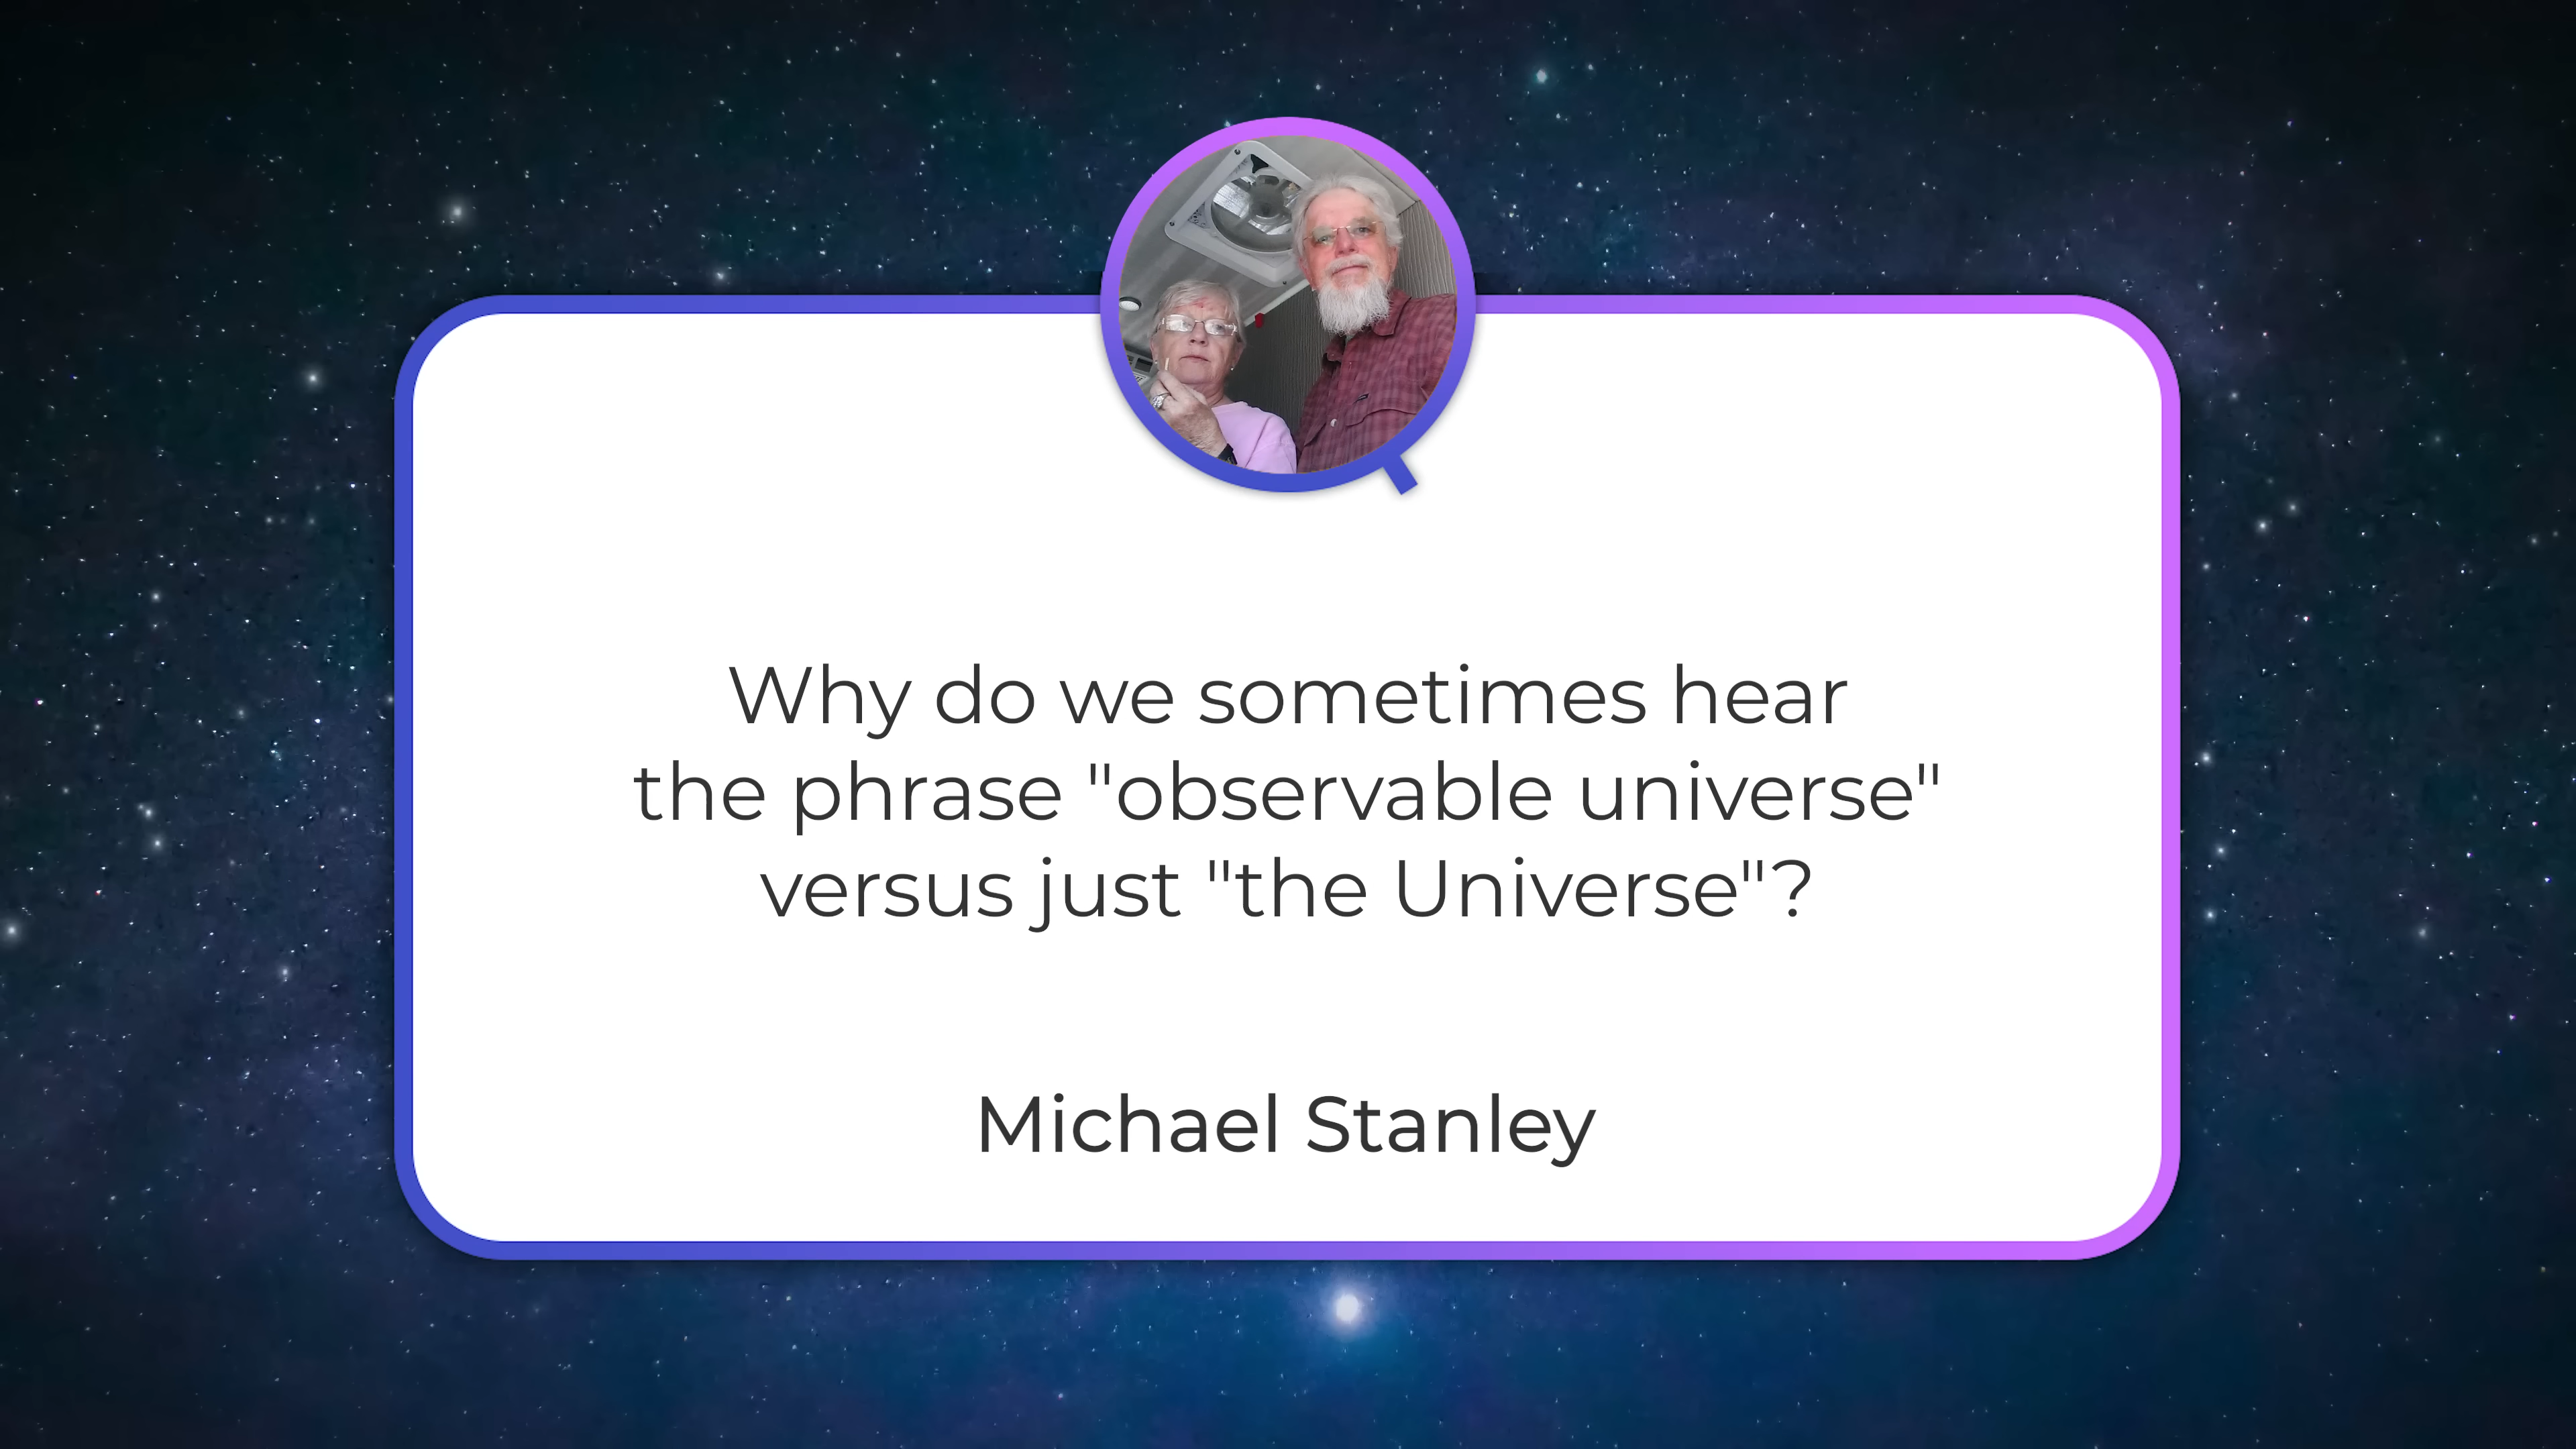 Why do we sometimes hear
the phrase "observable universe"
versus just "the Universe"?
Michael Stanley